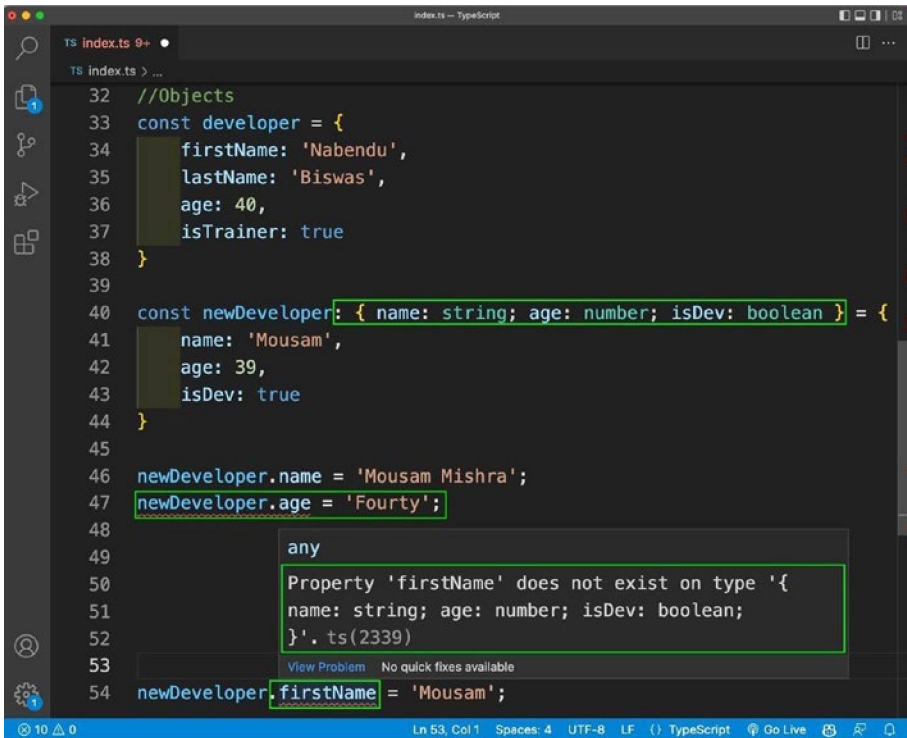 index.ts — TypeScript
TS index.ts 9+ ●
TS index.ts > ...
32 //Objects
33 const developer = {
34 firstName: 'Nabendu',
35 lastName: 'Biswas',
36 age: 40,
37 isTrainer: true
38 }
39
40 const newDeveloper: { name: string; age: number; isDev: boolean } = {
41 name: 'Mousam',
42 age: 39,
43 isDev: true
44 }
45
46 newDeveloper.name = 'Mousam Mishra';
47 newDeveloper.age = 'Fourty';
48
49 any
50 Property 'firstName' does not exist on type '{
51 name: string; age: number; isDev: boolean;
52 }'. ts(2339)
53 View Problem No quick fixes available
54 newDeveloper.firstName = 'Mousam';
1
1
10 0 Ln 53, Col 1 Spaces: 4 UTF-8 LF {} TypeScript Go Live